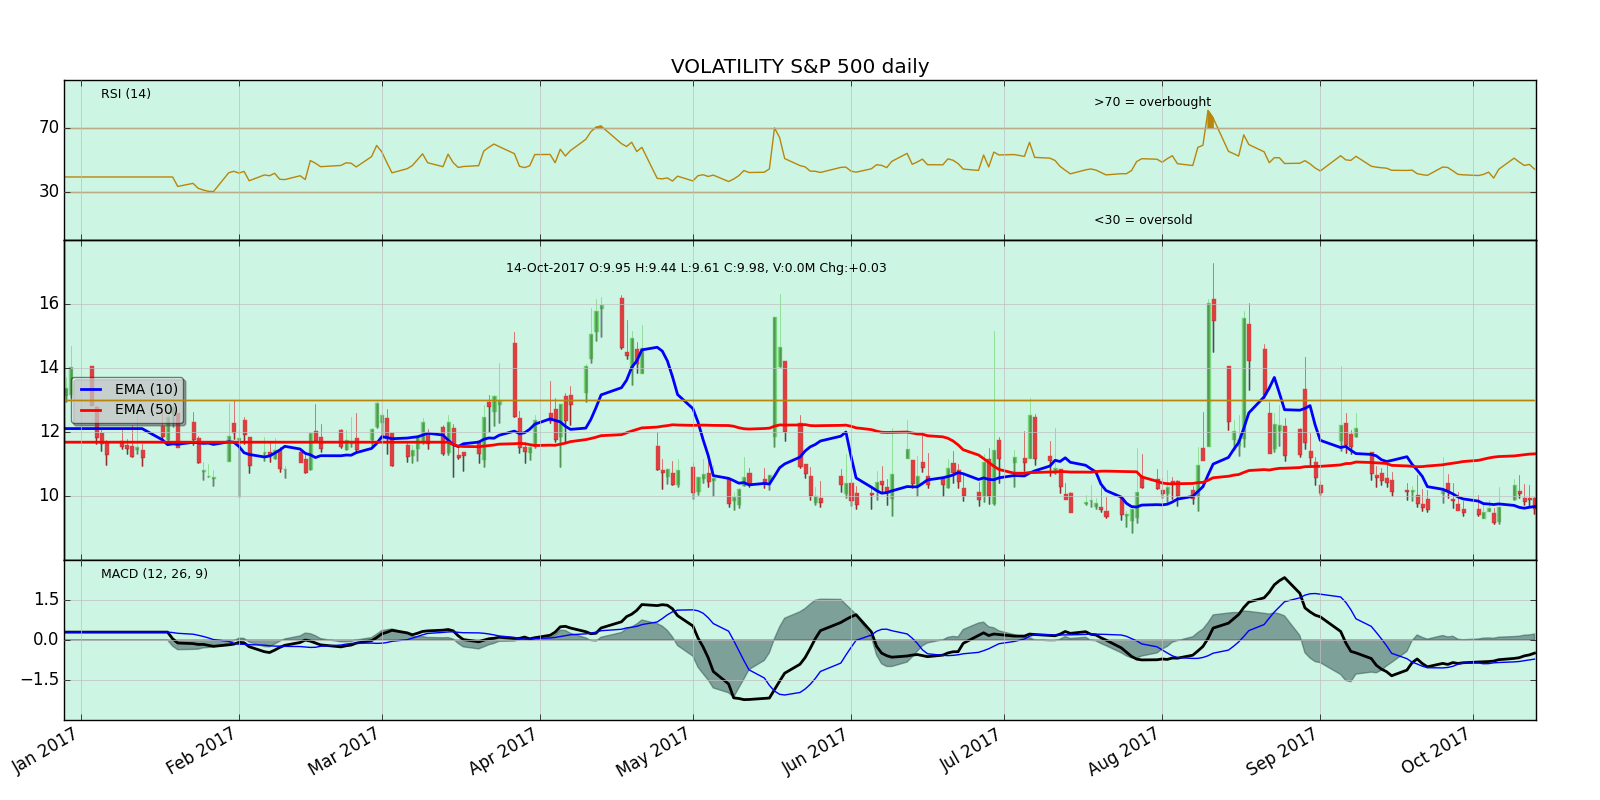 VOLATILITY S&P 500 daily
RSI (14)
>70 = overbought
70
30
<30 = oversold
14-Oct-2017 O:9.95 H:9.44 L:9.61 C:9.98, V:0.0M Chg:+0.03
16
14
EMA (10)
EMA (50)
12
10
MACD (12, 26, 9)
1.5
0.0
−1.5
Jan 2017 Feb 2017 Mar 2017 Apr 2017 May 2017 Jun 2017 Jul 2017 Aug 2017 Sep 2017 Oct 2017